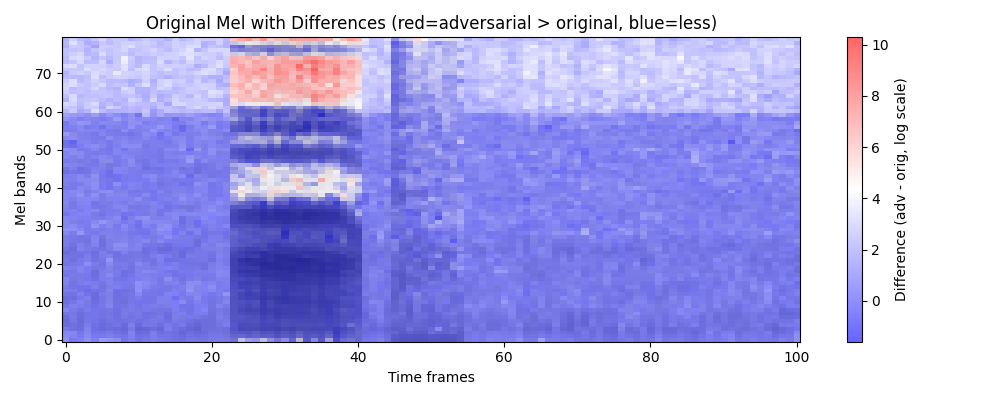 Original Mel with Differences (red=adversarial > original, blue=less)
Mel bands
70
60
50
40
30
20
10
0
0 20 40 60 80 100
Time frames
10
8
6
4
2
0
Difference (adv - orig, log scale)